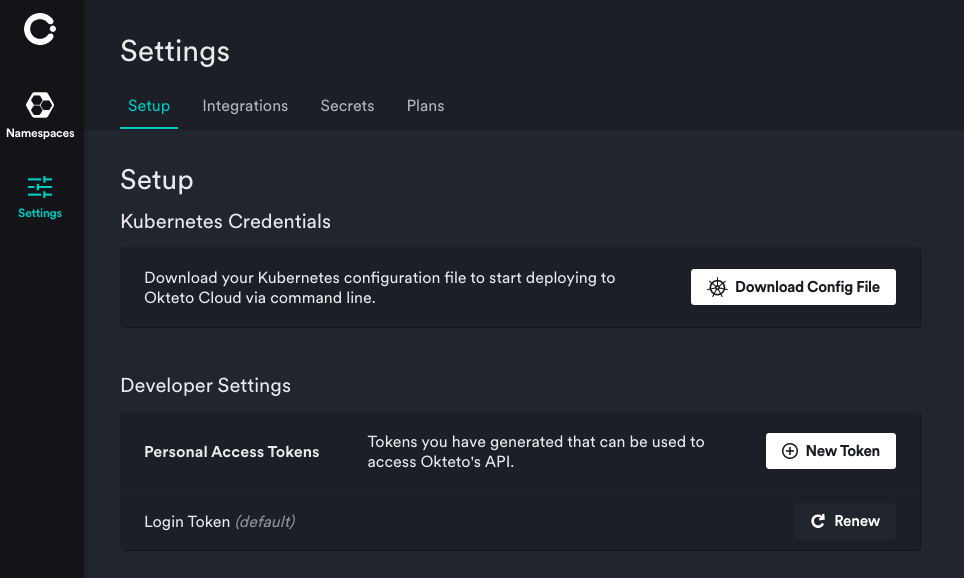 Settings
Setup
Integrations
Secrets
Plans
Namespaces
Settings
Setup
Kubernetes Credentials
Download your Kubernetes configuration file to start deploying to
Okteto Cloud via command line.
Download Config File
Developer Settings
Personal Access Tokens
Tokens you have generated that can be used to
access Okteto's API.
New Token
Login Token (default)
Renew